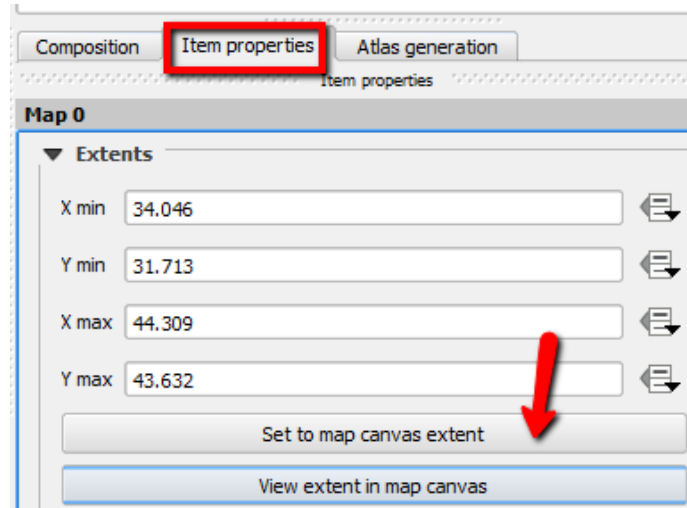 Composition Item properties Atlas generation
Item properties
Map 0
Extents
X min 34.046
Y min 31.713
X max 44.309
Y max 43.632
Set to map canvas extent
View extent in map canvas